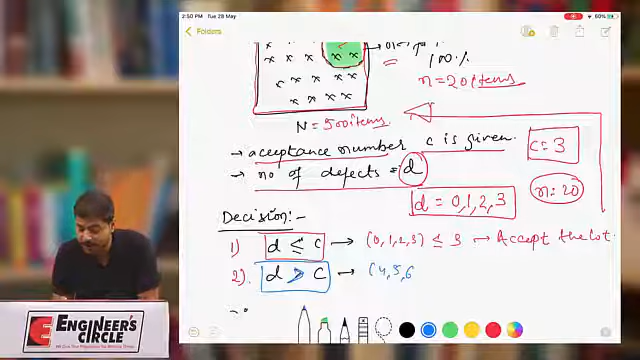 2:50 PM Tue 28 May
60%
Folders
100%
n=20 items
N = 500 items
→ acceptance number c is given.
c=3
→ no of defects = d
n=20
d = 0,1,2,3
Decision:-
1) d ≤ c → (0,1,2,3) ≤ 3 → Accept the lot.
2). d > C → (4,5,6
ENGINEER'S
CIRCLE